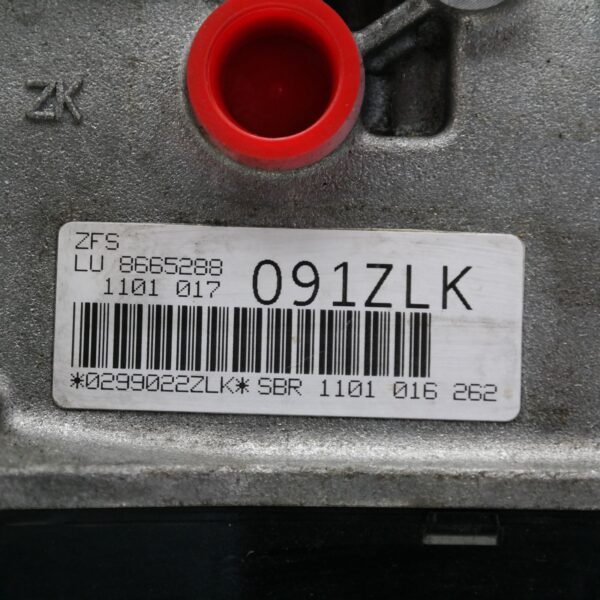 ZK
ZFS
LU 8665288
1101 017
091ZLK
*0299022ZLK* SBR 1101 016 262